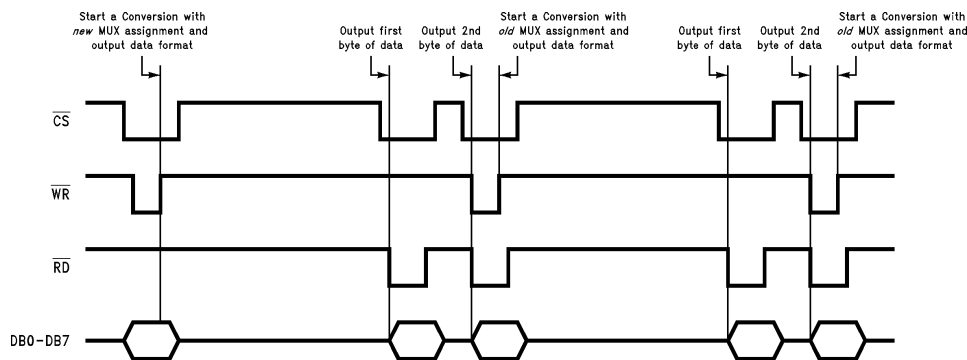 Start a Conversion with
new MUX assignment and
output data format
Output first
byte of data
Output 2nd
byte of data
Start a Conversion with
old MUX assignment and
output data format
Output first
byte of data
Output 2nd
byte of data
Start a Conversion with
old MUX assignment and
output data format
CS
WR
RD
DB0-DB7